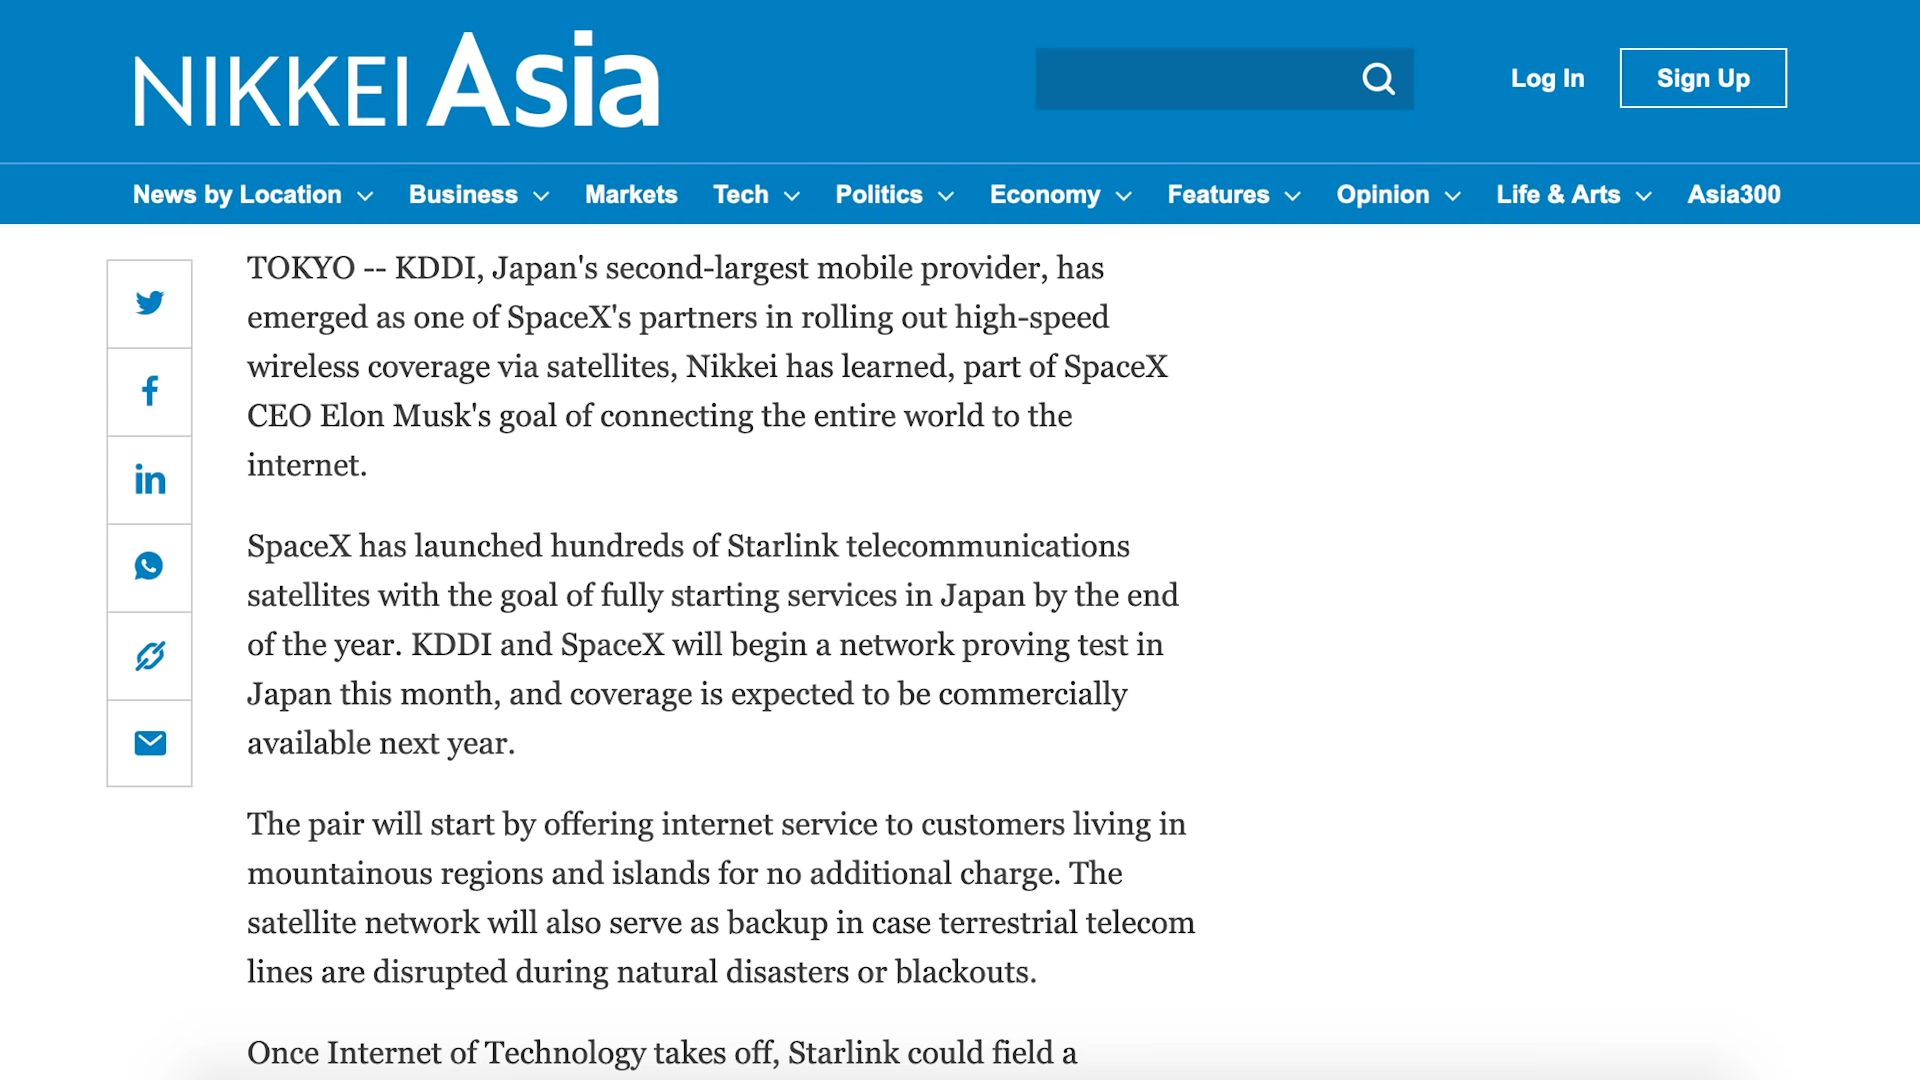 NIKKEI Asia
Log In
Sign Up
News by Location
Business
Markets
Tech
Politics
Economy
Features
Opinion
Life & Arts
Asia300
TOKYO -- KDDI, Japan's second-largest mobile provider, has
emerged as one of SpaceX's partners in rolling out high-speed
wireless coverage via satellites, Nikkei has learned, part of SpaceX
CEO Elon Musk's goal of connecting the entire world to the
internet.
SpaceX has launched hundreds of Starlink telecommunications
satellites with the goal of fully starting services in Japan by the end
of the year. KDDI and SpaceX will begin a network proving test in
Japan this month, and coverage is expected to be commercially
available next year.
The pair will start by offering internet service to customers living in
mountainous regions and islands for no additional charge. The
satellite network will also serve as backup in case terrestrial telecom
lines are disrupted during natural disasters or blackouts.
Once Internet of Technology takes off, Starlink could field a